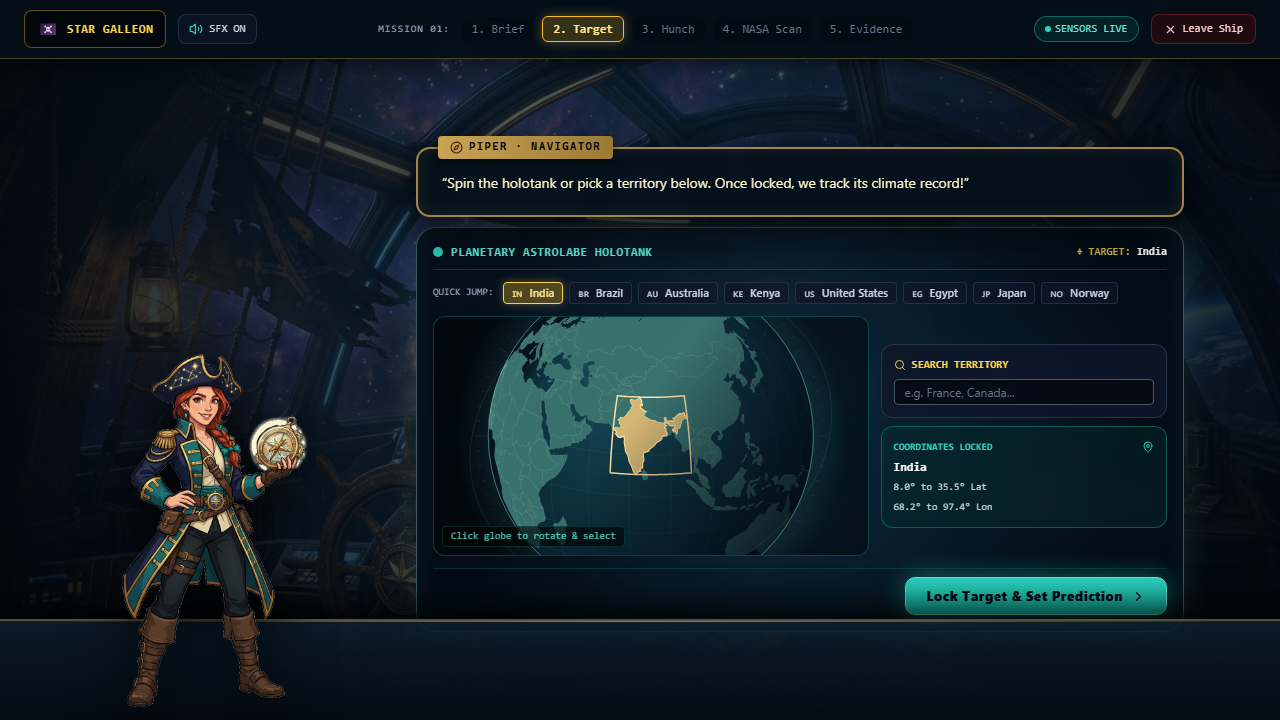 STAR GALLEON
SFX ON
MISSION 01: 1. Brief 2. Target 3. Hunch 4. NASA Scan 5. Evidence
SENSORS LIVE
Leave Ship
PIPER · NAVIGATOR
“Spin the holotank or pick a territory below. Once locked, we track its climate record!”
PLANETARY ASTROLABE HOLOTANK
TARGET: India
QUICK JUMP: IN India BR Brazil AU Australia KE Kenya US United States EG Egypt JP Japan NO Norway
SEARCH TERRITORY
e.g. France, Canada...
COORDINATES LOCKED
India
8.0° to 35.5° Lat
68.2° to 97.4° Lon
Click globe to rotate & select
Lock Target & Set Prediction